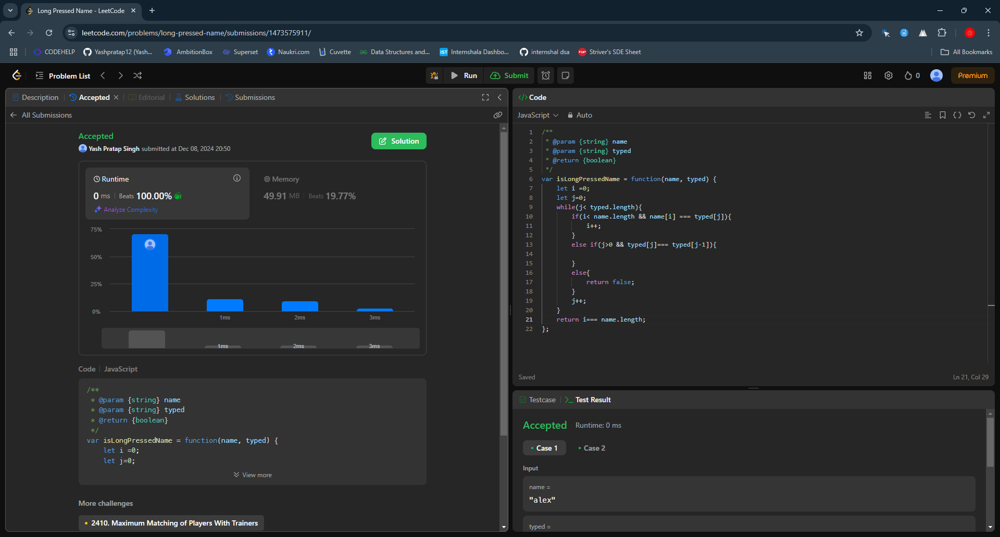 Long Pressed Name - LeetCode
leetcode.com/problems/long-pressed-name/submissions/1473575911/
CODEHELP
Yashpratap12 (Yash...
AmbitionBox
Superset
Naukri.com
Cuvette
Data Structures and...
IST
Internshala Dashbo...
internshal dsa
TUF
Striver's SDE Sheet
All Bookmarks
Problem List
Run
Submit
0
Premium
Description
Accepted
Editorial
Solutions
Submissions
All Submissions
Accepted
Yash Pratap Singh submitted at Dec 08, 2024 20:50
Solution
Runtime
0 ms | Beats 100.00%
Analyze Complexity
Memory
49.91 MB | Beats 19.77%
75%
50%
25%
0%
1ms 2ms 3ms
1ms 2ms 3ms
Code | JavaScript
/**
 * @param {string} name
 * @param {string} typed
 * @return {boolean}
 */
var isLongPressedName = function(name, typed) {
    let i =0;
    let j=0;
View more
More challenges
2410. Maximum Matching of Players With Trainers
</> Code
JavaScript
Auto
1 /**
2  * @param {string} name
3  * @param {string} typed
4  * @return {boolean}
5  */
6 var isLongPressedName = function(name, typed) {
7     let i =0;
8     let j=0;
9     while(j< typed.length){
10         if(i< name.length && name[i] === typed[j]){
11             i++;
12         }
13         else if(j>0 && typed[j]=== typed[j-1]){
14
15         }
16         else{
17             return false;
18         }
19         j++;
20     }
21     return i=== name.length;
22 };
Saved
Ln 21, Col 29
Testcase
Test Result
Accepted
Runtime: 0 ms
Case 1
Case 2
Input
name =
"alex"
typed =